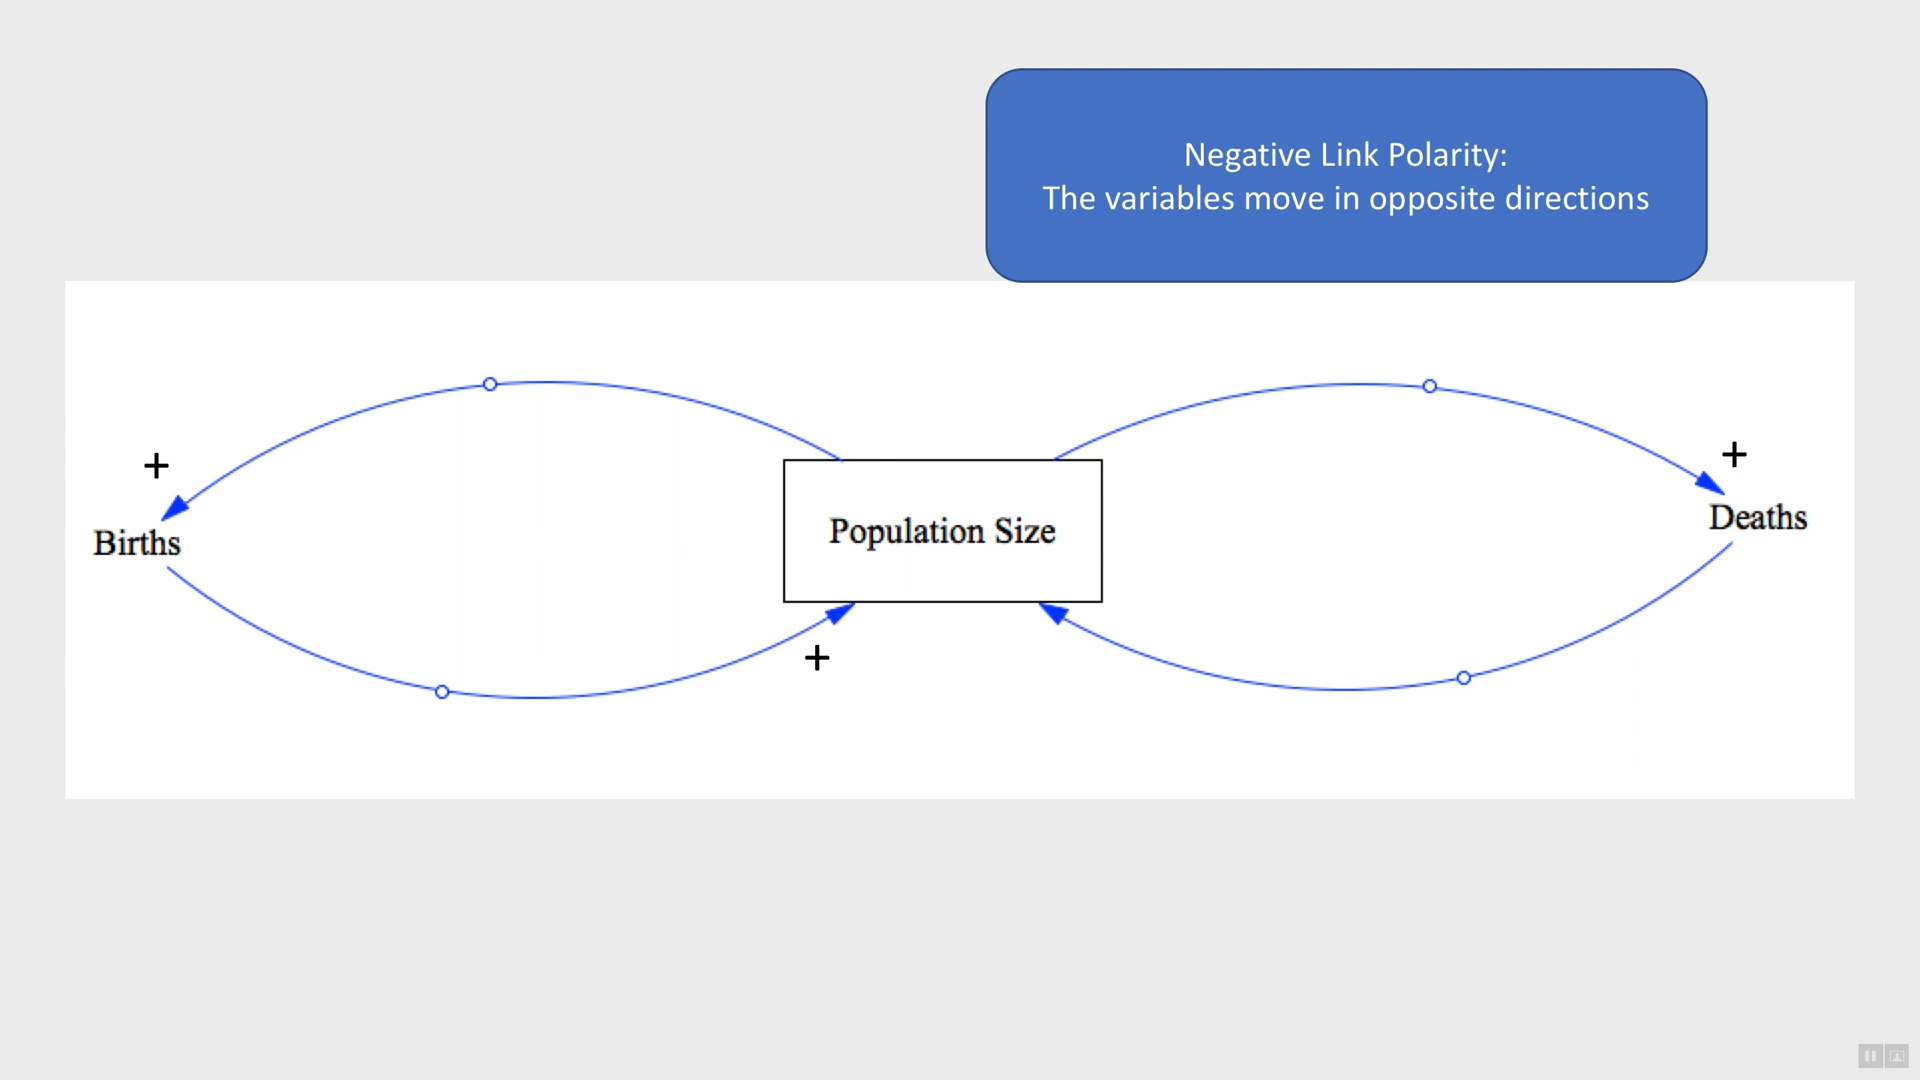 Negative Link Polarity:
The variables move in opposite directions
+
+
Births
Population Size
Deaths
+